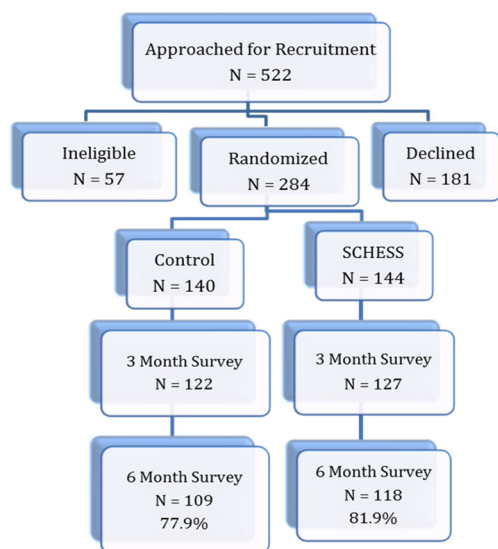 Approached for Recruitment
N = 522
Ineligible
N = 57
Randomized
N = 284
Declined
N = 181
Control
N = 140
SCHESS
N = 144
3 Month Survey
N = 122
3 Month Survey
N = 127
6 Month Survey
N = 109
77.9%
6 Month Survey
N = 118
81.9%